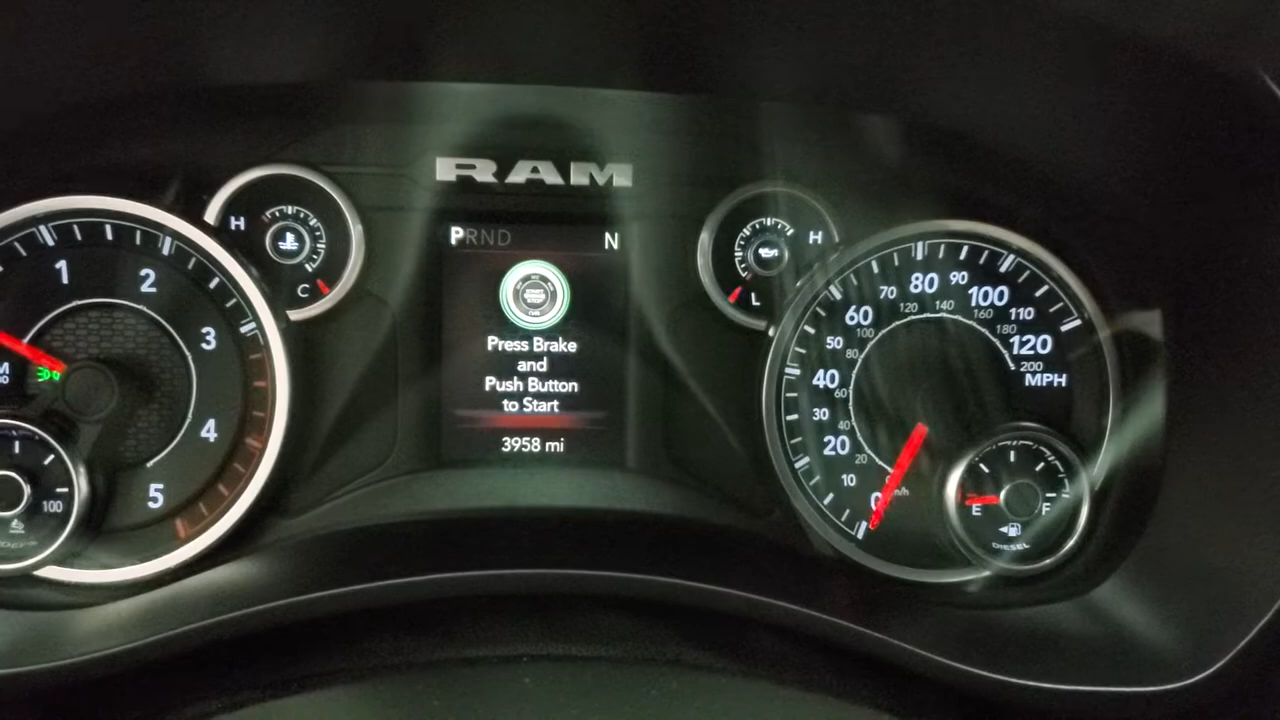 RAM
PRND N
Press Brake
and
Push Button
to Start
3958 mi
1
2
3
4
5
H
C
100
DEF
H
L
0
10
20
30
40
50
60
70
80
90
100
110
120
MPH
20
40
60
80
100
120
140
160
180
200
E
F
DIESEL